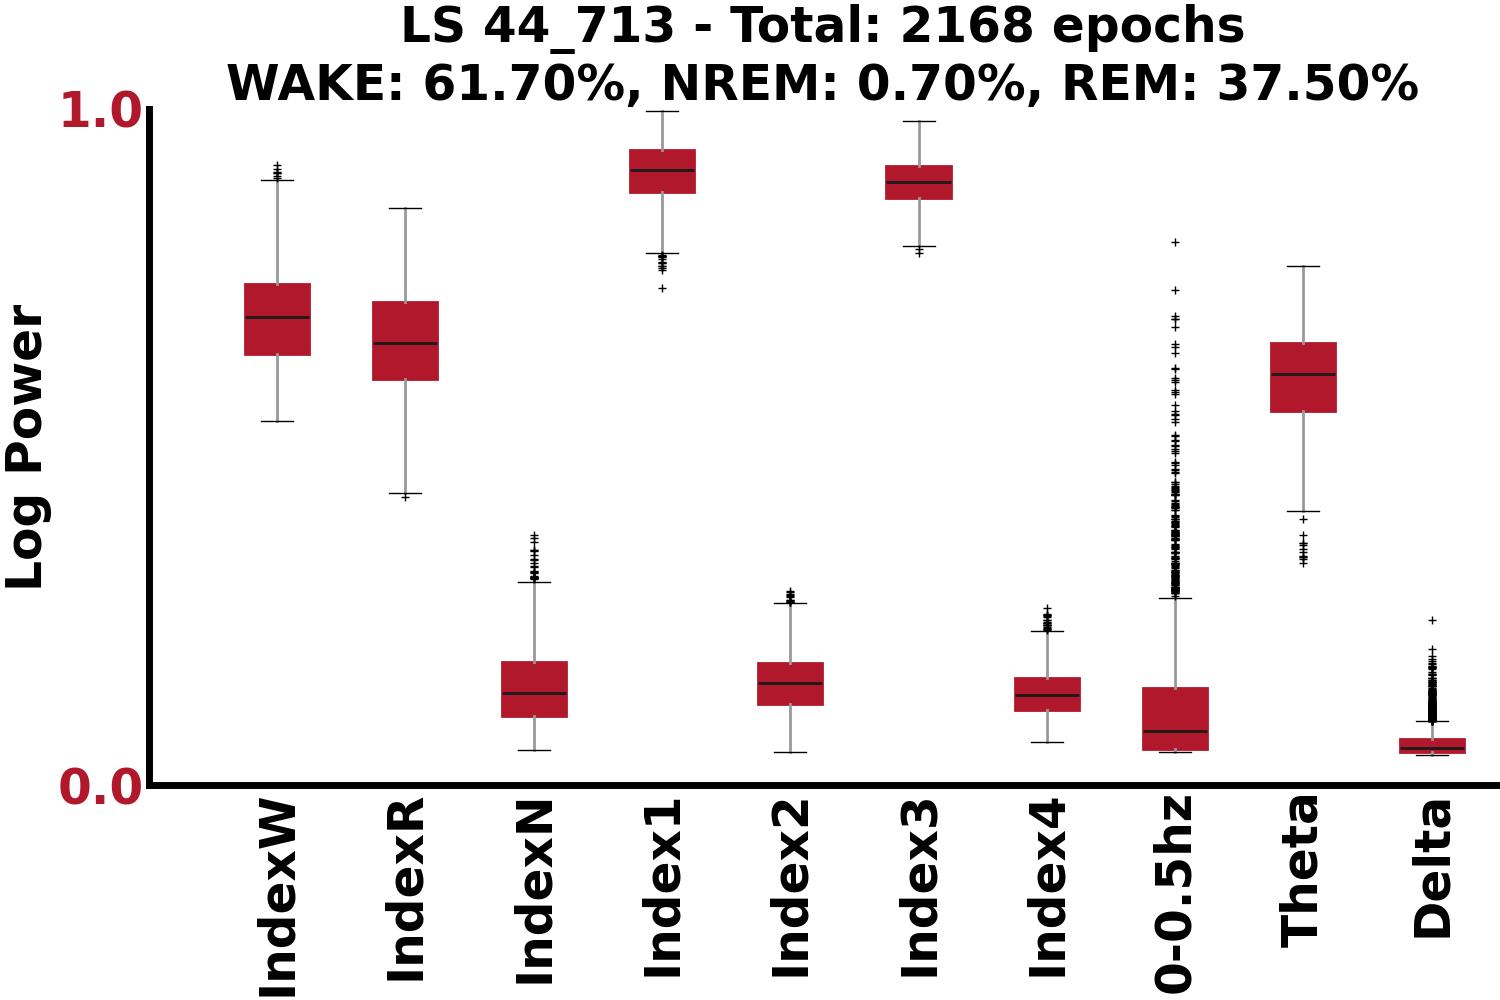 LS 44_713 - Total: 2168 epochs
WAKE: 61.70%, NREM: 0.70%, REM: 37.50%
1.0
Log Power
0.0
IndexW
IndexR
IndexN
Index1
Index2
Index3
Index4
0-0.5hz
Theta
Delta